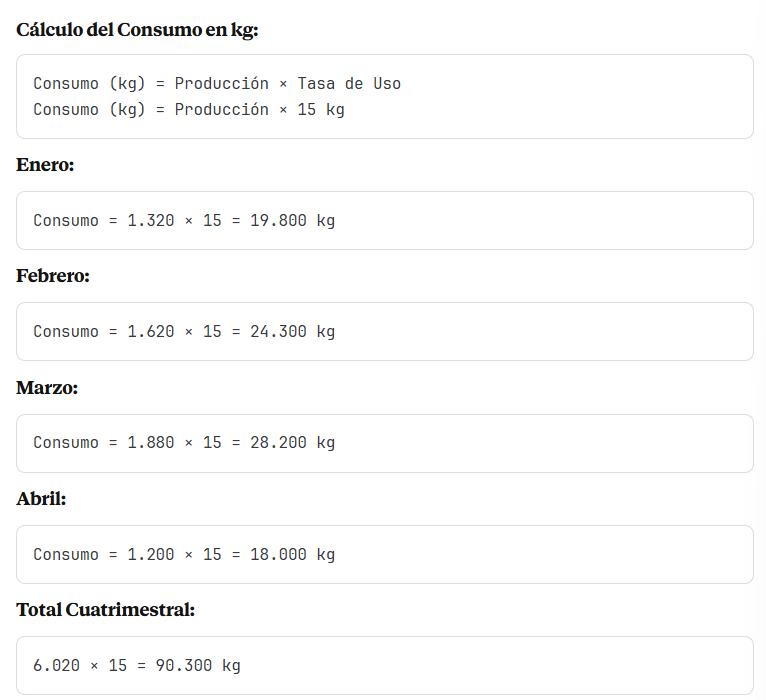 Cálculo del Consumo en kg:
Consumo (kg) = Producción × Tasa de Uso
Consumo (kg) = Producción × 15 kg
Enero:
Consumo = 1.320 × 15 = 19.800 kg
Febrero:
Consumo = 1.620 × 15 = 24.300 kg
Marzo:
Consumo = 1.880 × 15 = 28.200 kg
Abril:
Consumo = 1.200 × 15 = 18.000 kg
Total Cuatrimestral:
6.020 × 15 = 90.300 kg